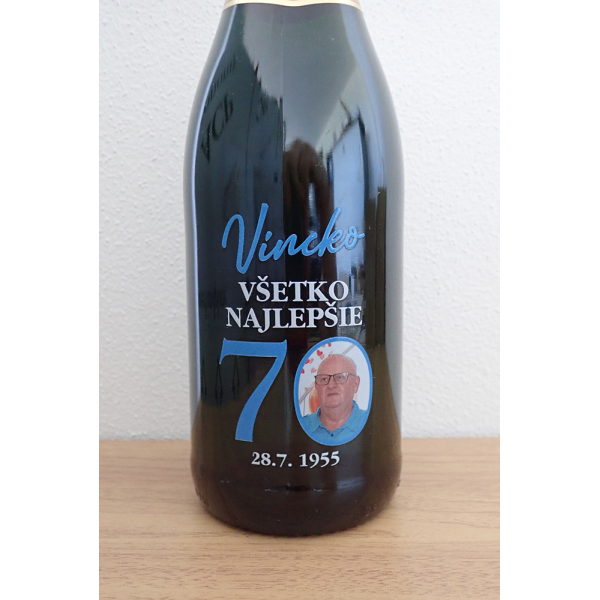 Vincko
VŠETKO
NAJLEPŠIE
70
28.7. 1955